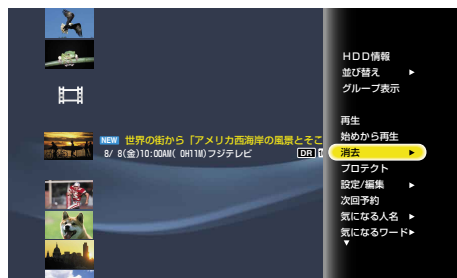 HDD情報
並び替え ▶
グループ表示
NEW 世界の街から「アメリカ西海岸の風景とそこ
8/ 8(金)10:00AM( 0H11M)フジテレビ DR
再生
始めから再生
消去 ▶
プロテクト
設定/編集 ▶
次回予約
気になる人名 ▶
気になるワード▶
▼